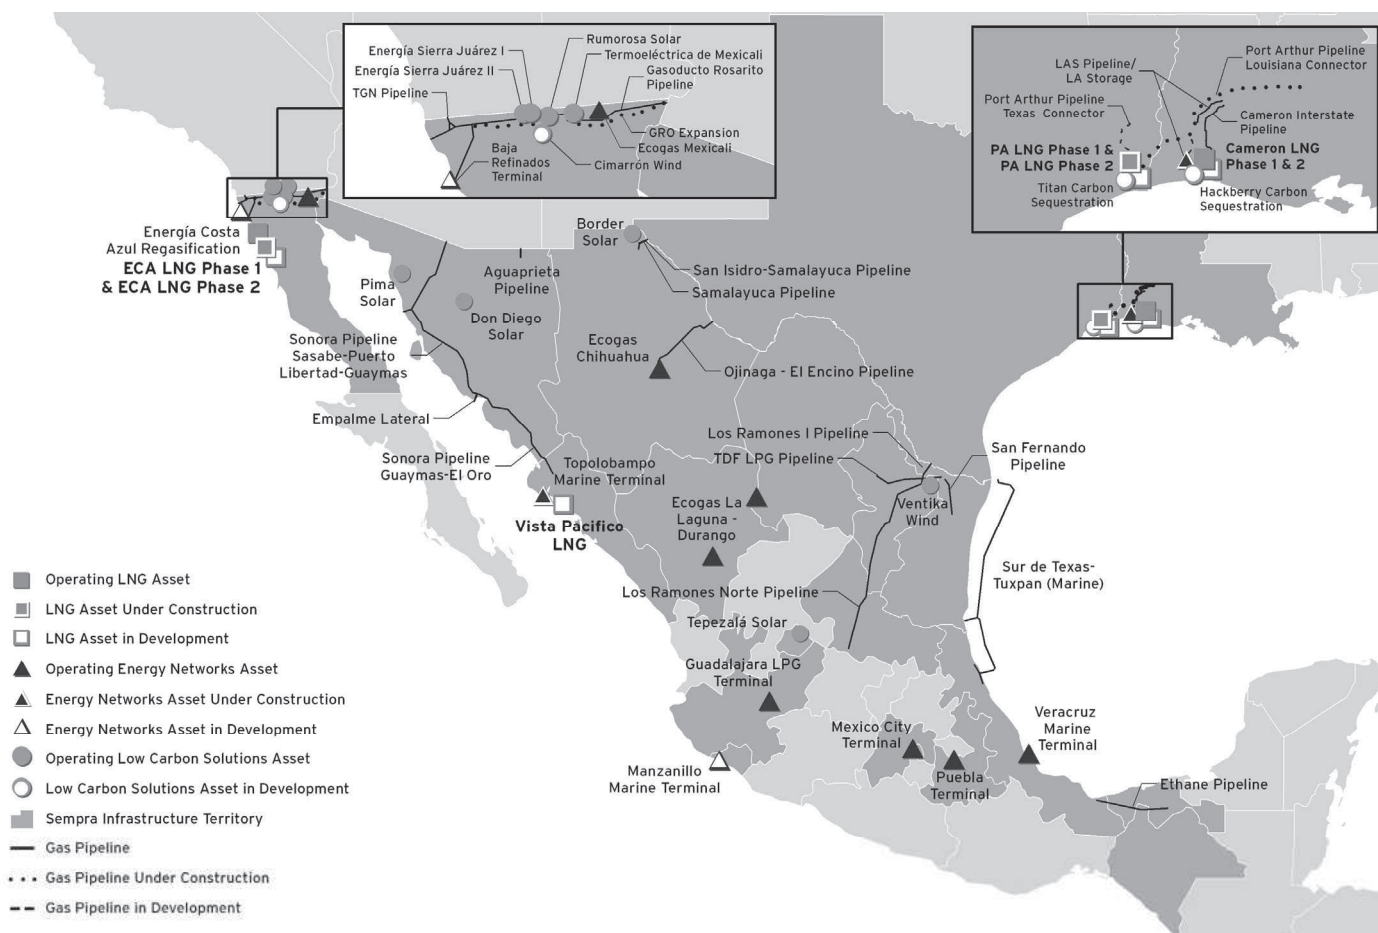 Rumorosa Solar
Energía Sierra Juárez I
Termoeléctrica de Mexicali
Energía Sierra Juárez II
Gasoducto Rosarito
Pipeline
TGN Pipeline
GRO Expansion
Ecogas Mexicali
Baja
Refinados
Terminal
Cimarrón Wind
Port Arthur Pipeline
Louisiana Connector
LAS Pipeline/
LA Storage
Port Arthur Pipeline
Texas Connector
Cameron Interstate
Pipeline
PA LNG Phase 1 &
PA LNG Phase 2
Cameron LNG
Phase 1 & 2
Titan Carbon
Sequestration
Hackberry Carbon
Sequestration
Energía Costa
Azul Regasification
ECA LNG Phase 1
& ECA LNG Phase 2
Border
Solar
Pima
Solar
Aguaprieta
Pipeline
San Isidro-Samalayuca Pipeline
Samalayuca Pipeline
Don Diego
Solar
Sonora Pipeline
Sasabe-Puerto
Libertad-Guaymas
Ecogas
Chihuahua
Ojinaga - El Encino Pipeline
Empalme Lateral
Los Ramones I Pipeline
TDF LPG Pipeline
San Fernando
Pipeline
Sonora Pipeline
Guaymas-El Oro
Topolobampo
Marine Terminal
Ecogas La
Laguna -
Durango
Ventika
Wind
Vista Pacifico
LNG
Sur de Texas-
Tuxpan (Marine)
Los Ramones Norte Pipeline
Tepezalá Solar
Guadalajara LPG
Terminal
Mexico City
Terminal
Veracruz
Marine
Terminal
Manzanillo
Marine Terminal
Puebla
Terminal
Ethane Pipeline
Operating LNG Asset
LNG Asset Under Construction
LNG Asset in Development
Operating Energy Networks Asset
Energy Networks Asset Under Construction
Energy Networks Asset in Development
Operating Low Carbon Solutions Asset
Low Carbon Solutions Asset in Development
Sempra Infrastructure Territory
Gas Pipeline
Gas Pipeline Under Construction
Gas Pipeline in Development